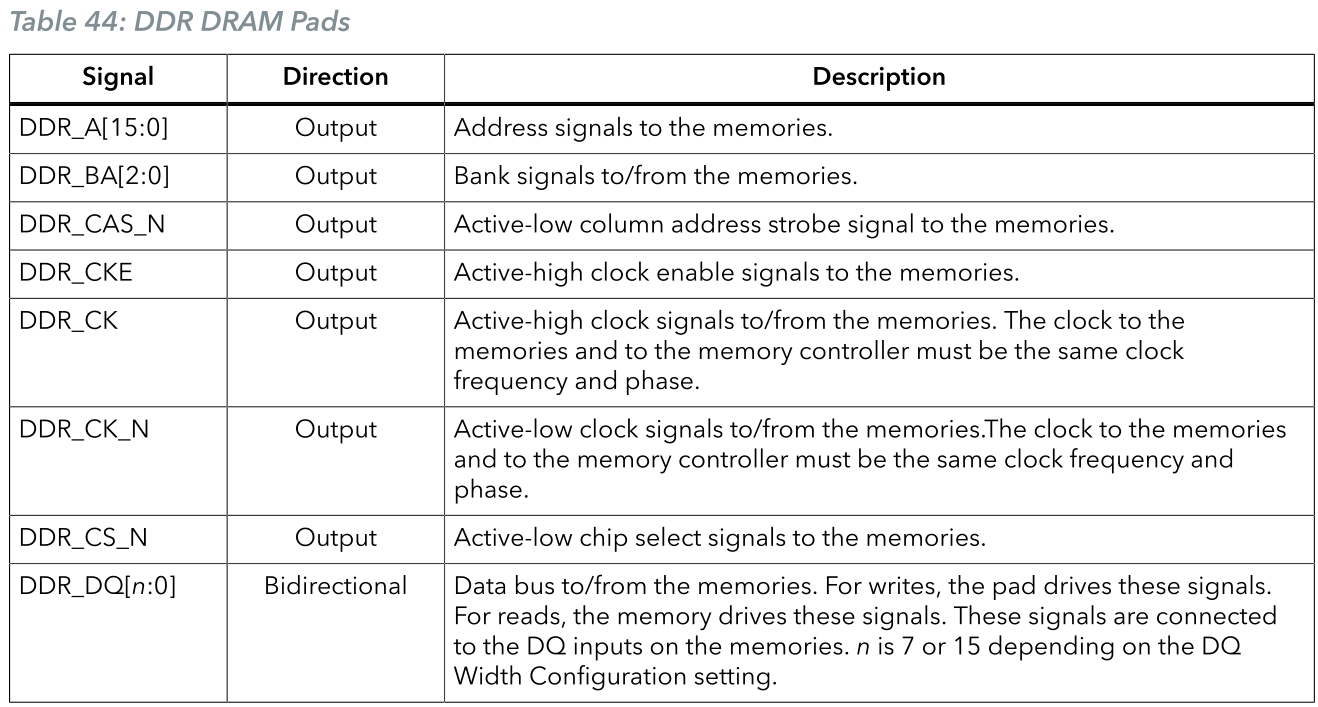 Table 44: DDR DRAM Pads
Signal Direction Description
DDR_A[15:0] Output Address signals to the memories.
DDR_BA[2:0] Output Bank signals to/from the memories.
DDR_CAS_N Output Active-low column address strobe signal to the memories.
DDR_CKE Output Active-high clock enable signals to the memories.
DDR_CK Output Active-high clock signals to/from the memories. The clock to the
memories and to the memory controller must be the same clock
frequency and phase.
DDR_CK_N Output Active-low clock signals to/from the memories.The clock to the memories
and to the memory controller must be the same clock frequency and
phase.
DDR_CS_N Output Active-low chip select signals to the memories.
DDR_DQ[n:0] Bidirectional Data bus to/from the memories. For writes, the pad drives these signals.
For reads, the memory drives these signals. These signals are connected
to the DQ inputs on the memories. n is 7 or 15 depending on the DQ
Width Configuration setting.